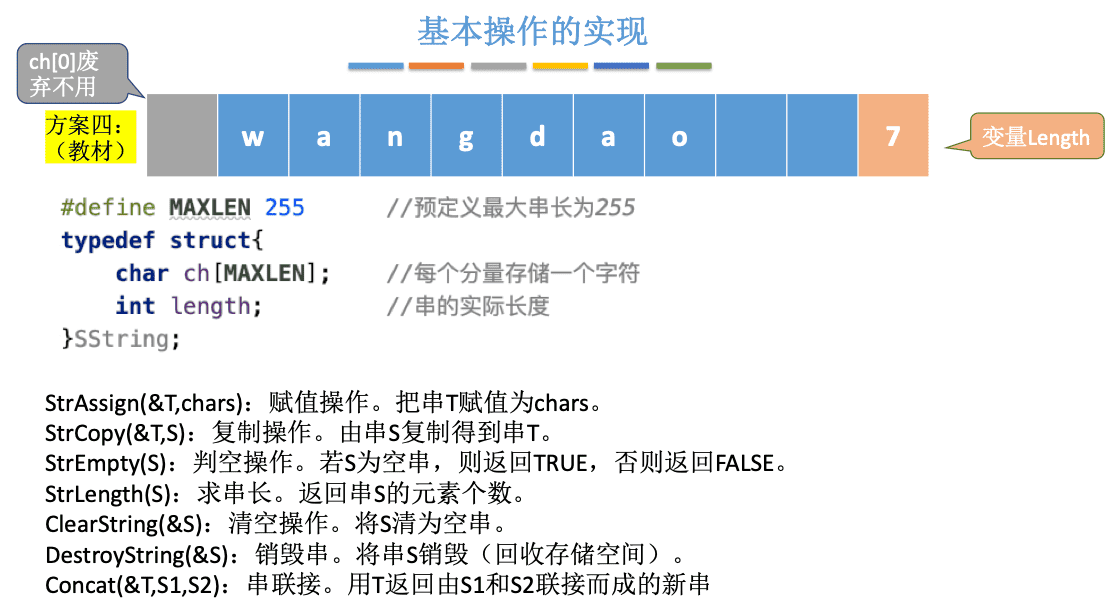 基本操作的实现
ch[0]废
弃不用
方案四：
（教材）
w a n g d a o 7
变量Length
#define MAXLEN 255 //预定义最大串长为255
typedef struct{
char ch[MAXLEN]; //每个分量存储一个字符
int length; //串的实际长度
}SString;
StrAssign(&T,chars)：赋值操作。把串T赋值为chars。
StrCopy(&T,S)：复制操作。由串S复制得到串T。
StrEmpty(S)：判空操作。若S为空串，则返回TRUE，否则返回FALSE。
StrLength(S)：求串长。返回串S的元素个数。
ClearString(&S)：清空操作。将S清为空串。
DestroyString(&S)：销毁串。将串S销毁（回收存储空间）。
Concat(&T,S1,S2)：串联接。用T返回由S1和S2联接而成的新串